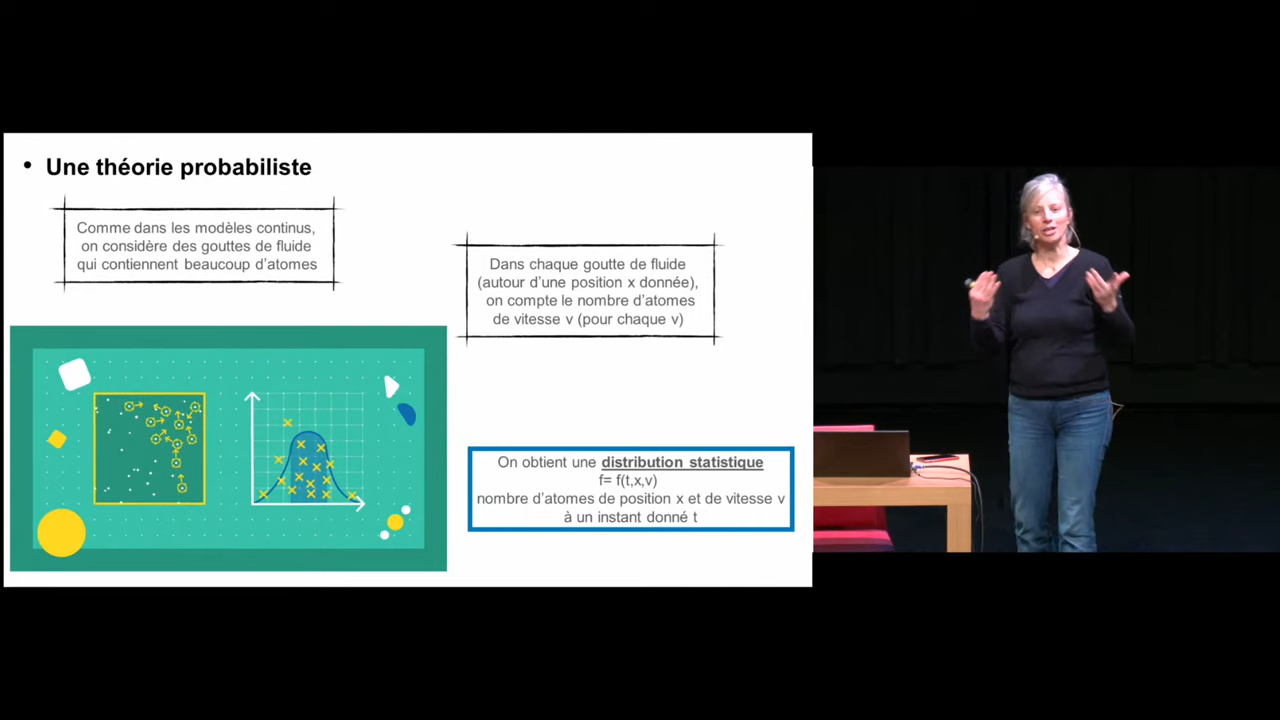 • Une théorie probabiliste
Comme dans les modèles continus,
on considère des gouttes de fluide
qui contiennent beaucoup d'atomes
Dans chaque goutte de fluide
(autour d'une position x donnée),
on compte le nombre d'atomes
de vitesse v (pour chaque v)
On obtient une distribution statistique
f= f(t,x,v)
nombre d'atomes de position x et de vitesse v
à un instant donné t